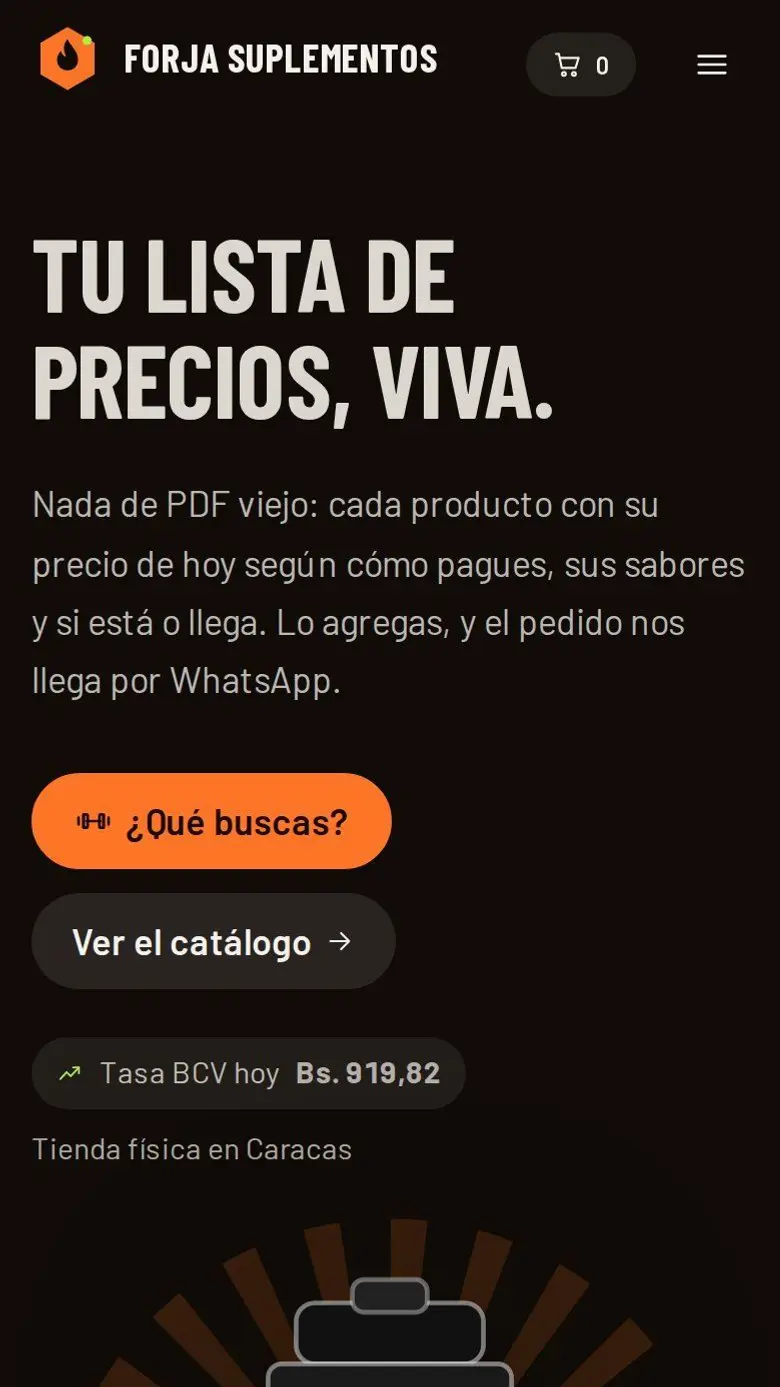 FORJA SUPLEMENTOS
0
TU LISTA DE
PRECIOS, VIVA.
Nada de PDF viejo: cada producto con su
precio de hoy según cómo pagues, sus sabores
y si está o llega. Lo agregas, y el pedido nos
llega por WhatsApp.
¿Qué buscas?
Ver el catálogo →
Tasa BCV hoy Bs. 919,82
Tienda física en Caracas